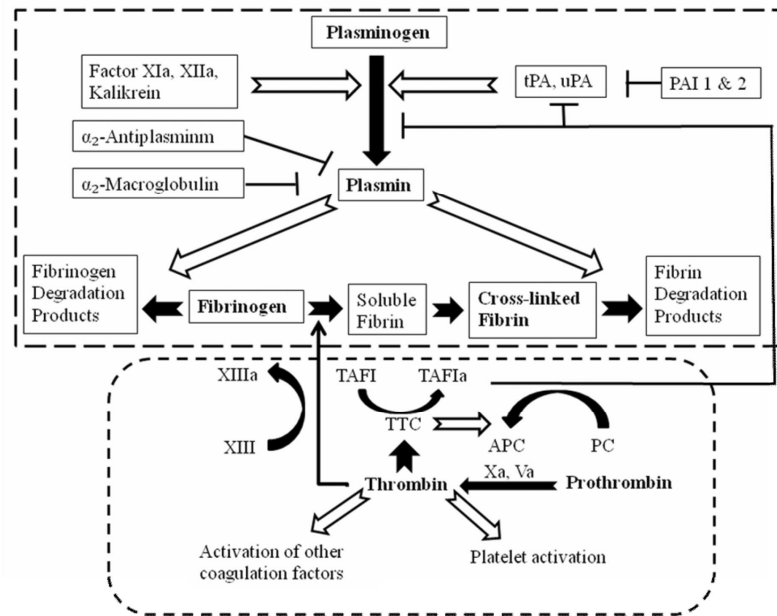 Plasminogen
Factor XIa, XIIa,
Kalikrein
tPA, uPA
PAI 1 & 2
α₂-Antiplasminm
α₂-Macroglobulin
Plasmin
Fibrinogen
Degradation
Products
Fibrinogen
Soluble
Fibrin
Cross-linked
Fibrin
Fibrin
Degradation
Products
XIIIa
TAFI
TAFIa
TTC
XIII
APC
PC
Xa, Va
Thrombin
Prothrombin
Activation of other
coagulation factors
Platelet activation